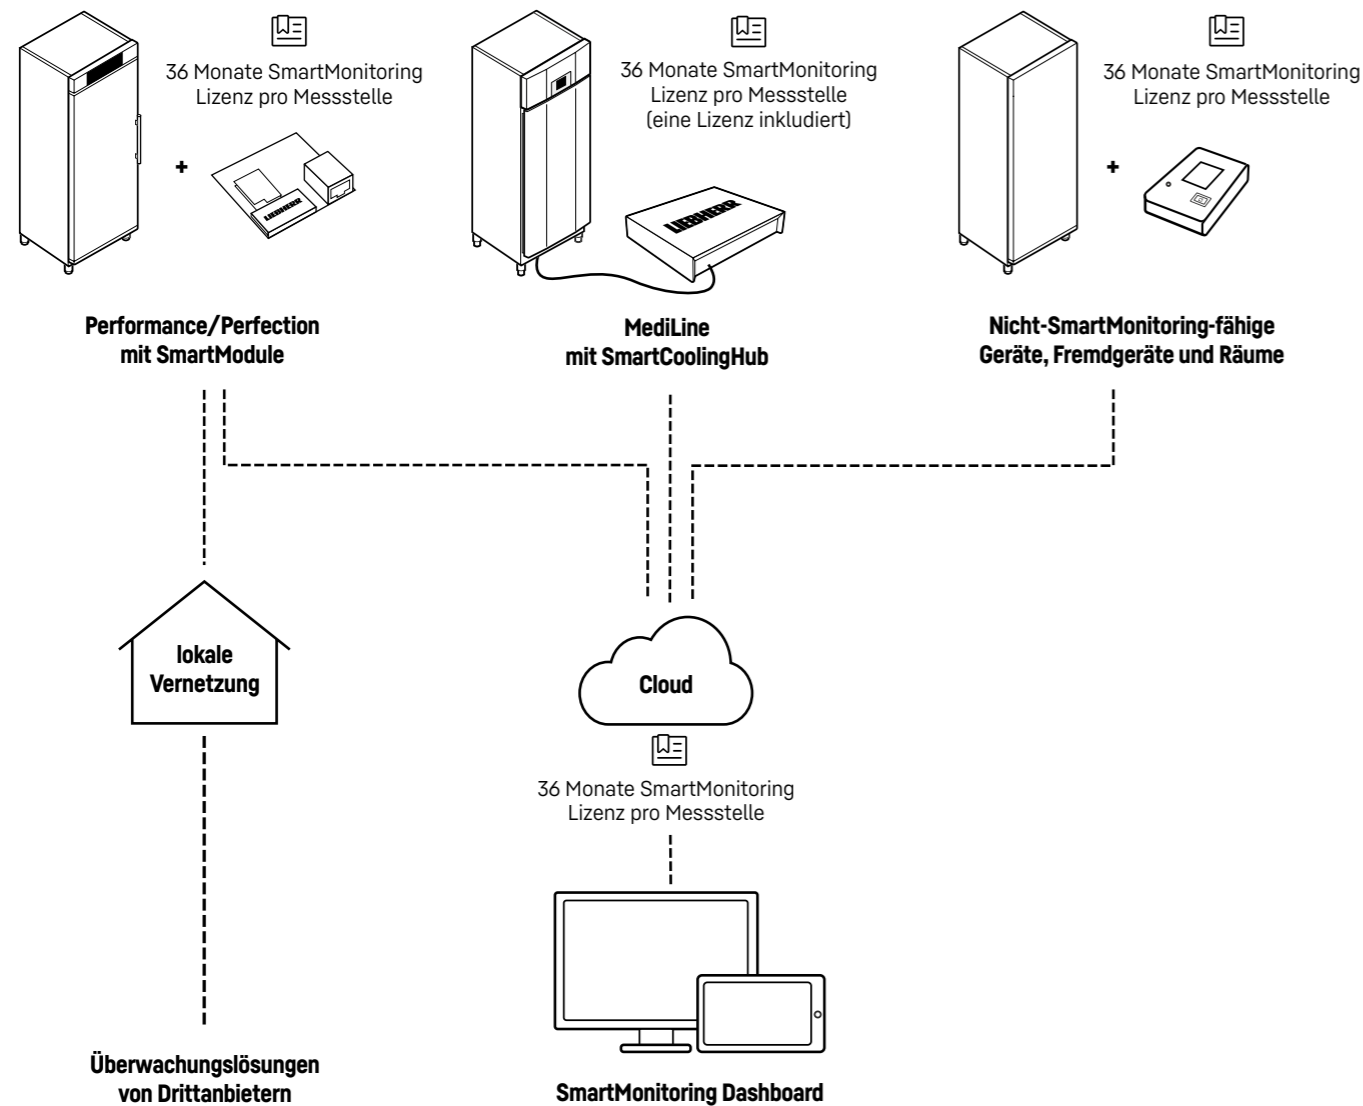 36 Monate SmartMonitoring
Lizenz pro Messstelle
+
LIEBHERR
Performance/Perfection
mit SmartModule
36 Monate SmartMonitoring
Lizenz pro Messstelle
(eine Lizenz inkludiert)
LIEBHERR
MediLine
mit SmartCoolingHub
36 Monate SmartMonitoring
Lizenz pro Messstelle
+
Nicht-SmartMonitoring-fähige
Geräte, Fremdgeräte und Räume
lokale
Vernetzung
Cloud
36 Monate SmartMonitoring
Lizenz pro Messstelle
Überwachungslösungen
von Drittanbietern
SmartMonitoring Dashboard